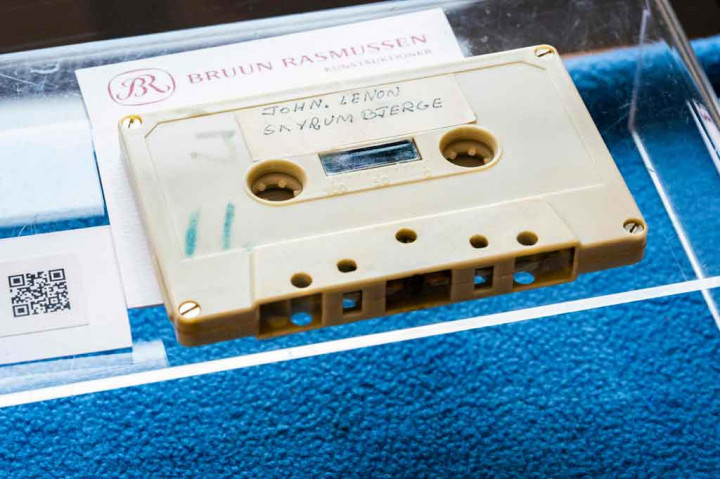 BR
BRUUN RASMUSSEN
KUNSTAUKTIONER
JOHN. LENON
SKYRUM BJERGE